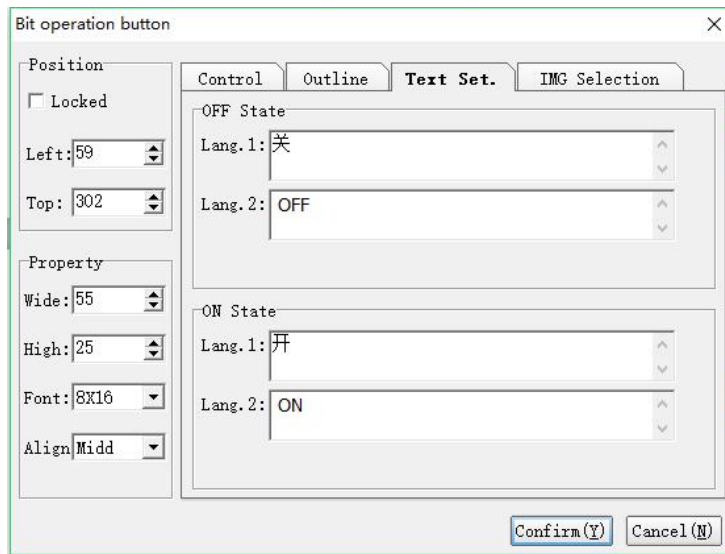 Bit operation button
Position
Locked
Left:59
Top: 302
Property
Wide:55
High:25
Font:8X16
Align Midd
Control
Outline
Text Set.
IMG Selection
OFF State
Lang.1:关
Lang.2: OFF
ON State
Lang.1:开
Lang.2: ON
Confirm(Y)
Cancel(N)